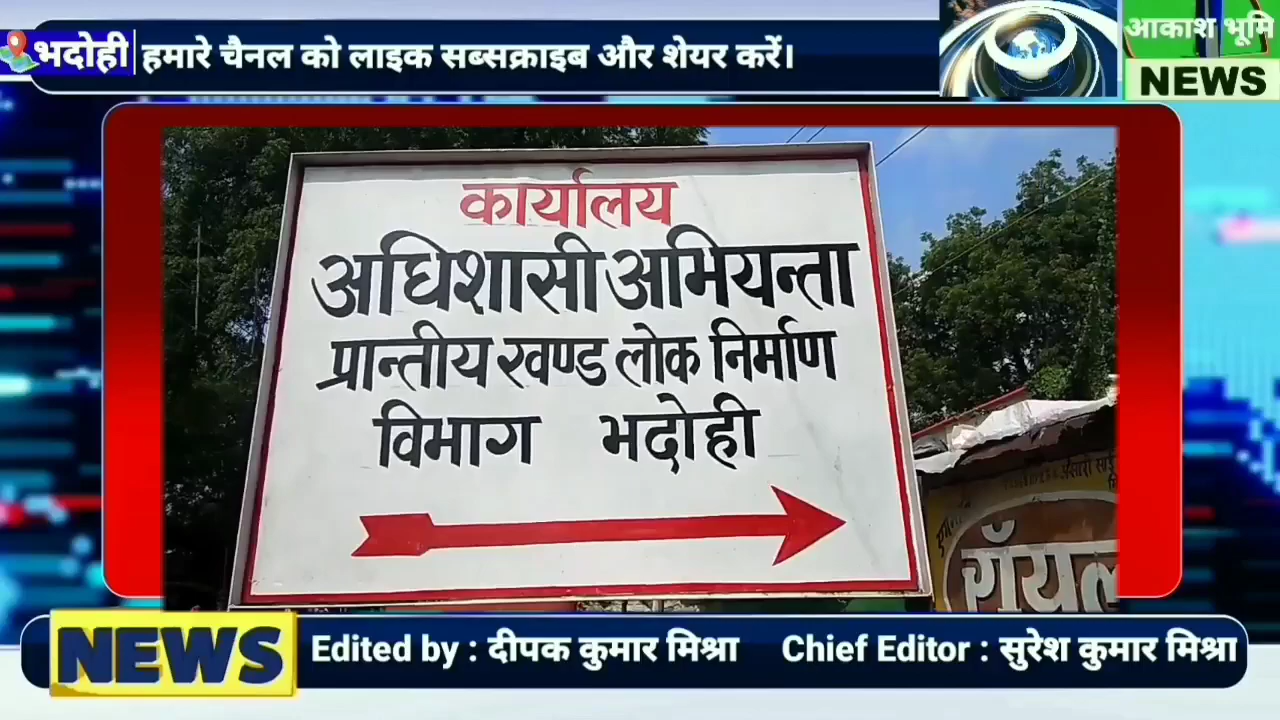 भदोही हमारे चैनल को लाइक सब्सक्राइब और शेयर करें।
आकाश भूमि
NEWS
कार्यालय
अधिशासी अभियन्ता
प्रान्तीय खण्ड लोक निर्माण
विभाग भदोही
रॉयल
NEWS Edited by : दीपक कुमार मिश्रा Chief Editor : सुरेश कुमार मिश्रा